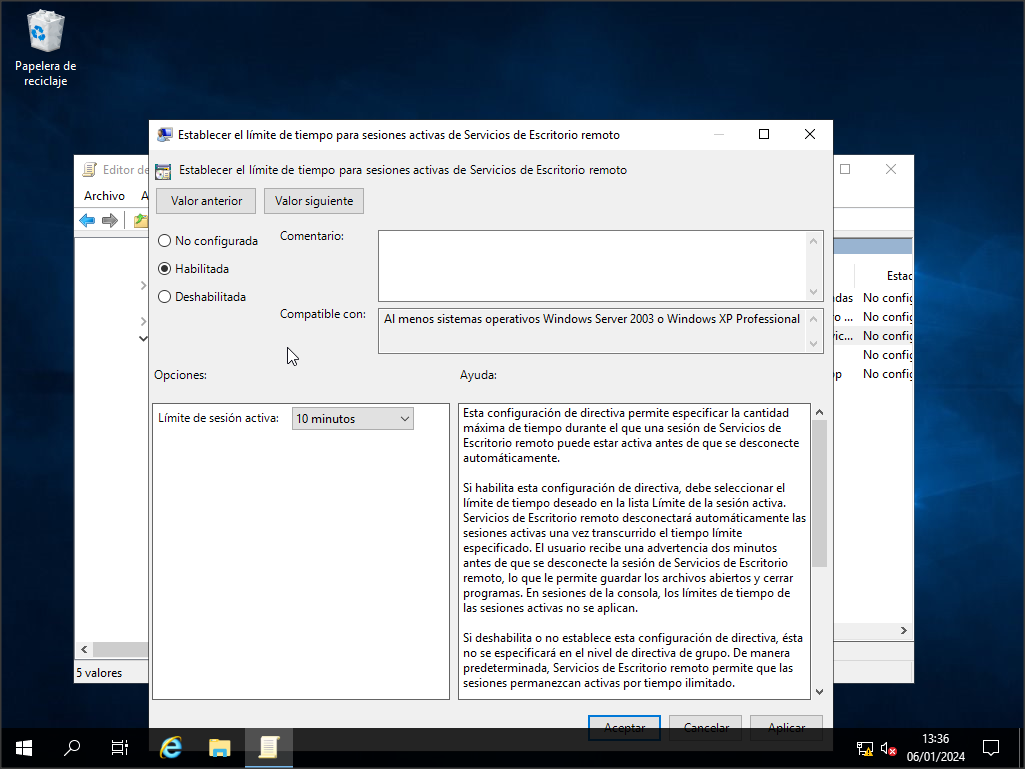 Papelera de
reciclaje
Establecer el límite de tiempo para sesiones activas de Servicios de Escritorio remoto
Editor de
Archivo A
Establecer el límite de tiempo para sesiones activas de Servicios de Escritorio remoto
Valor anterior Valor siguiente
No configurada
Habilitada
Deshabilitada
Comentario:
Compatible con:
Al menos sistemas operativos Windows Server 2003 o Windows XP Professional
Opciones:
Ayuda:
Límite de sesión activa: 10 minutos
Esta configuración de directiva permite especificar la cantidad
máxima de tiempo durante el que una sesión de Servicios de
Escritorio remoto puede estar activa antes de que se desconecte
automáticamente.
Si habilita esta configuración de directiva, debe seleccionar el
límite de tiempo deseado en la lista Límite de la sesión activa.
Servicios de Escritorio remoto desconectará automáticamente las
sesiones activas una vez transcurrido el tiempo límite
especificado. El usuario recibe una advertencia dos minutos
antes de que se desconecte la sesión de Servicios de Escritorio
remoto, lo que le permite guardar los archivos abiertos y cerrar
programas. En sesiones de la consola, los límites de tiempo de
las sesiones activas no se aplican.
Si deshabilita o no establece esta configuración de directiva, ésta
no se especificará en el nivel de directiva de grupo. De manera
predeterminada, Servicios de Escritorio remoto permite que las
sesiones permanezcan activas por tiempo ilimitado.
Estac
das No config
o ... No config
vic... No config
No config
p No config
5 valores
Aceptar Cancelar Aplicar
13:36
06/01/2024